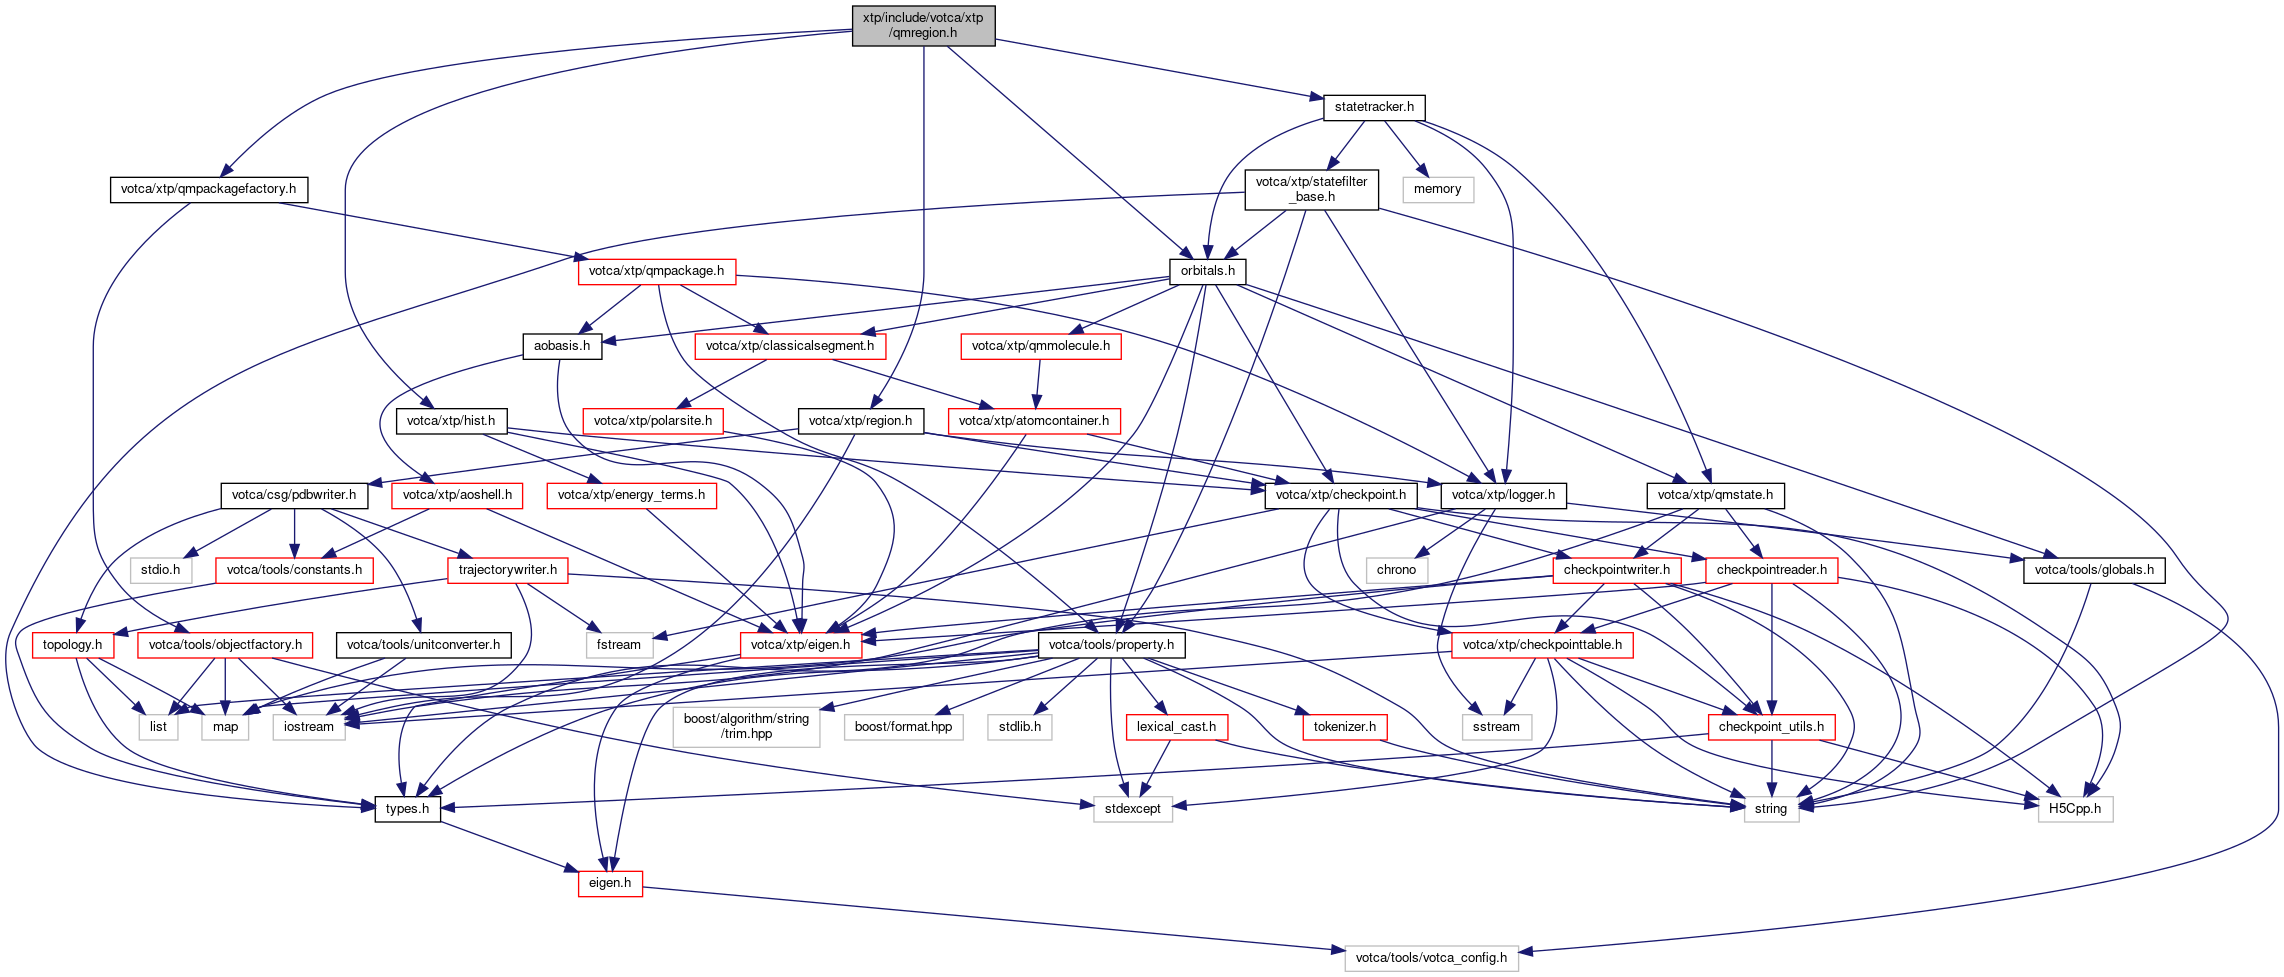 xtp/include/votca/xtp
/qmregion.h
statetracker.h
votca/xtp/qmpackagefactory.h
votca/xtp/statefilter
_base.h
memory
votca/xtp/qmpackage.h
orbitals.h
aobasis.h
votca/xtp/classicalsegment.h
votca/xtp/qmmolecule.h
votca/xtp/hist.h
votca/xtp/polarsite.h
votca/xtp/region.h
votca/xtp/atomcontainer.h
votca/csg/pdbwriter.h
votca/xtp/aoshell.h
votca/xtp/energy_terms.h
votca/xtp/checkpoint.h
votca/xtp/logger.h
votca/xtp/qmstate.h
stdio.h
votca/tools/constants.h
trajectorywriter.h
chrono
checkpointwriter.h
checkpointreader.h
votca/tools/globals.h
topology.h
votca/tools/objectfactory.h
votca/tools/unitconverter.h
fstream
votca/xtp/eigen.h
votca/tools/property.h
votca/xtp/checkpointtable.h
list
map
iostream
boost/algorithm/string
/trim.hpp
boost/format.hpp
stdlib.h
lexical_cast.h
tokenizer.h
sstream
checkpoint_utils.h
types.h
stdexcept
string
H5Cpp.h
eigen.h
votca/tools/votca_config.h